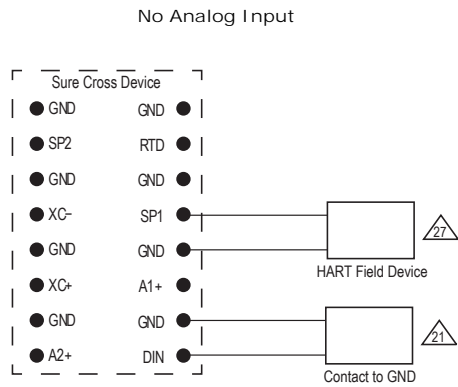 No Analog Input
Sure Cross Device
GND GND
SP2 RTD
GND GND
XC– SP1
GND GND
27
HART Field Device
XC+ A1+
GND GND
21
A2+ DIN
Contact to GND